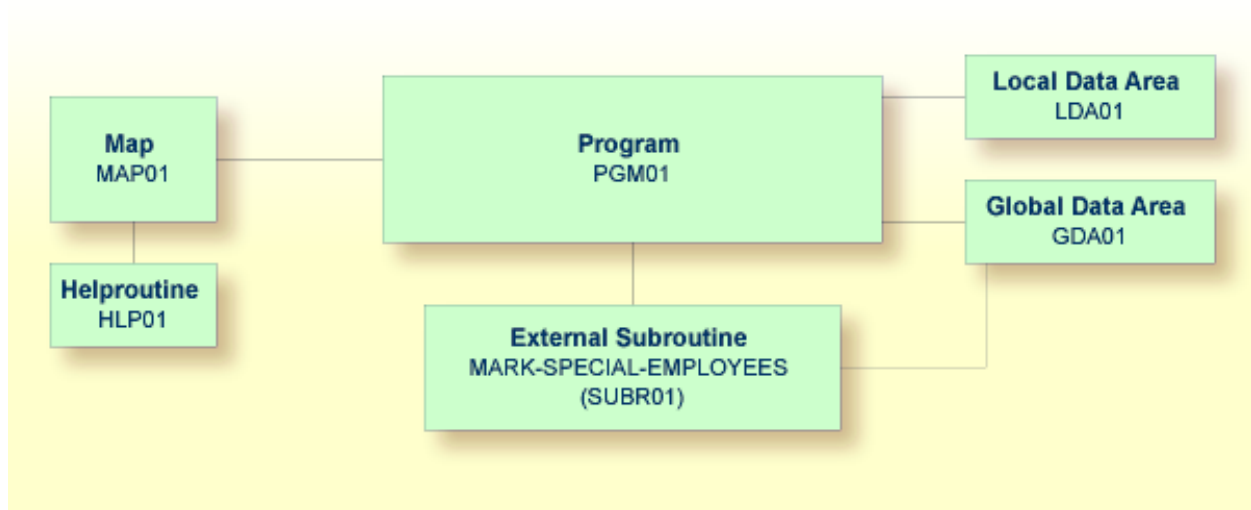 Map
MAP01
Helproutine
HLP01
Program
PGM01
External Subroutine
MARK-SPECIAL-EMPLOYEES
(SUBR01)
Local Data Area
LDA01
Global Data Area
GDA01